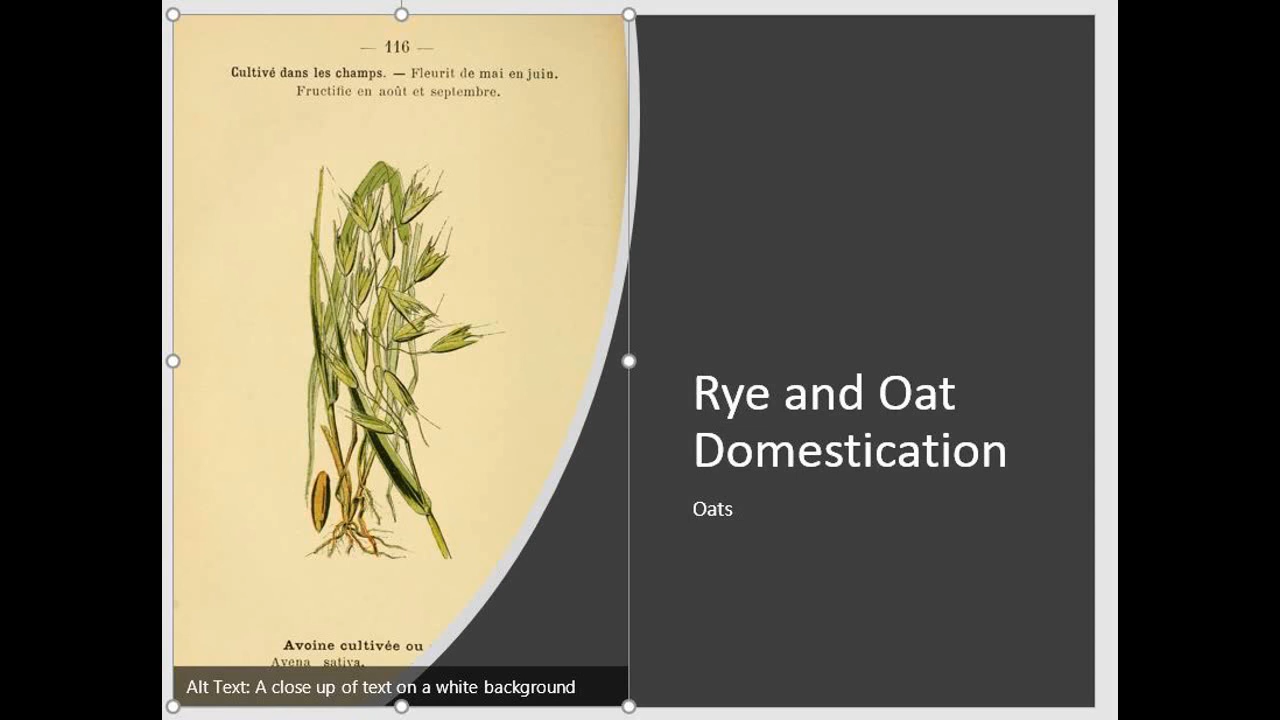 — 116 —
Cultivé dans les champs. — Fleurit de mai en juin.
Fructifie en août et septembre.
Avoine cultivée ou
Avena sativa.
Alt Text: A close up of text on a white background
Rye and Oat
Domestication
Oats